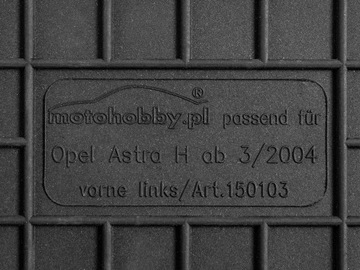 motohobby.pl® passend für
Opel Astra H ab 3/2004
vorne links/Art.150103